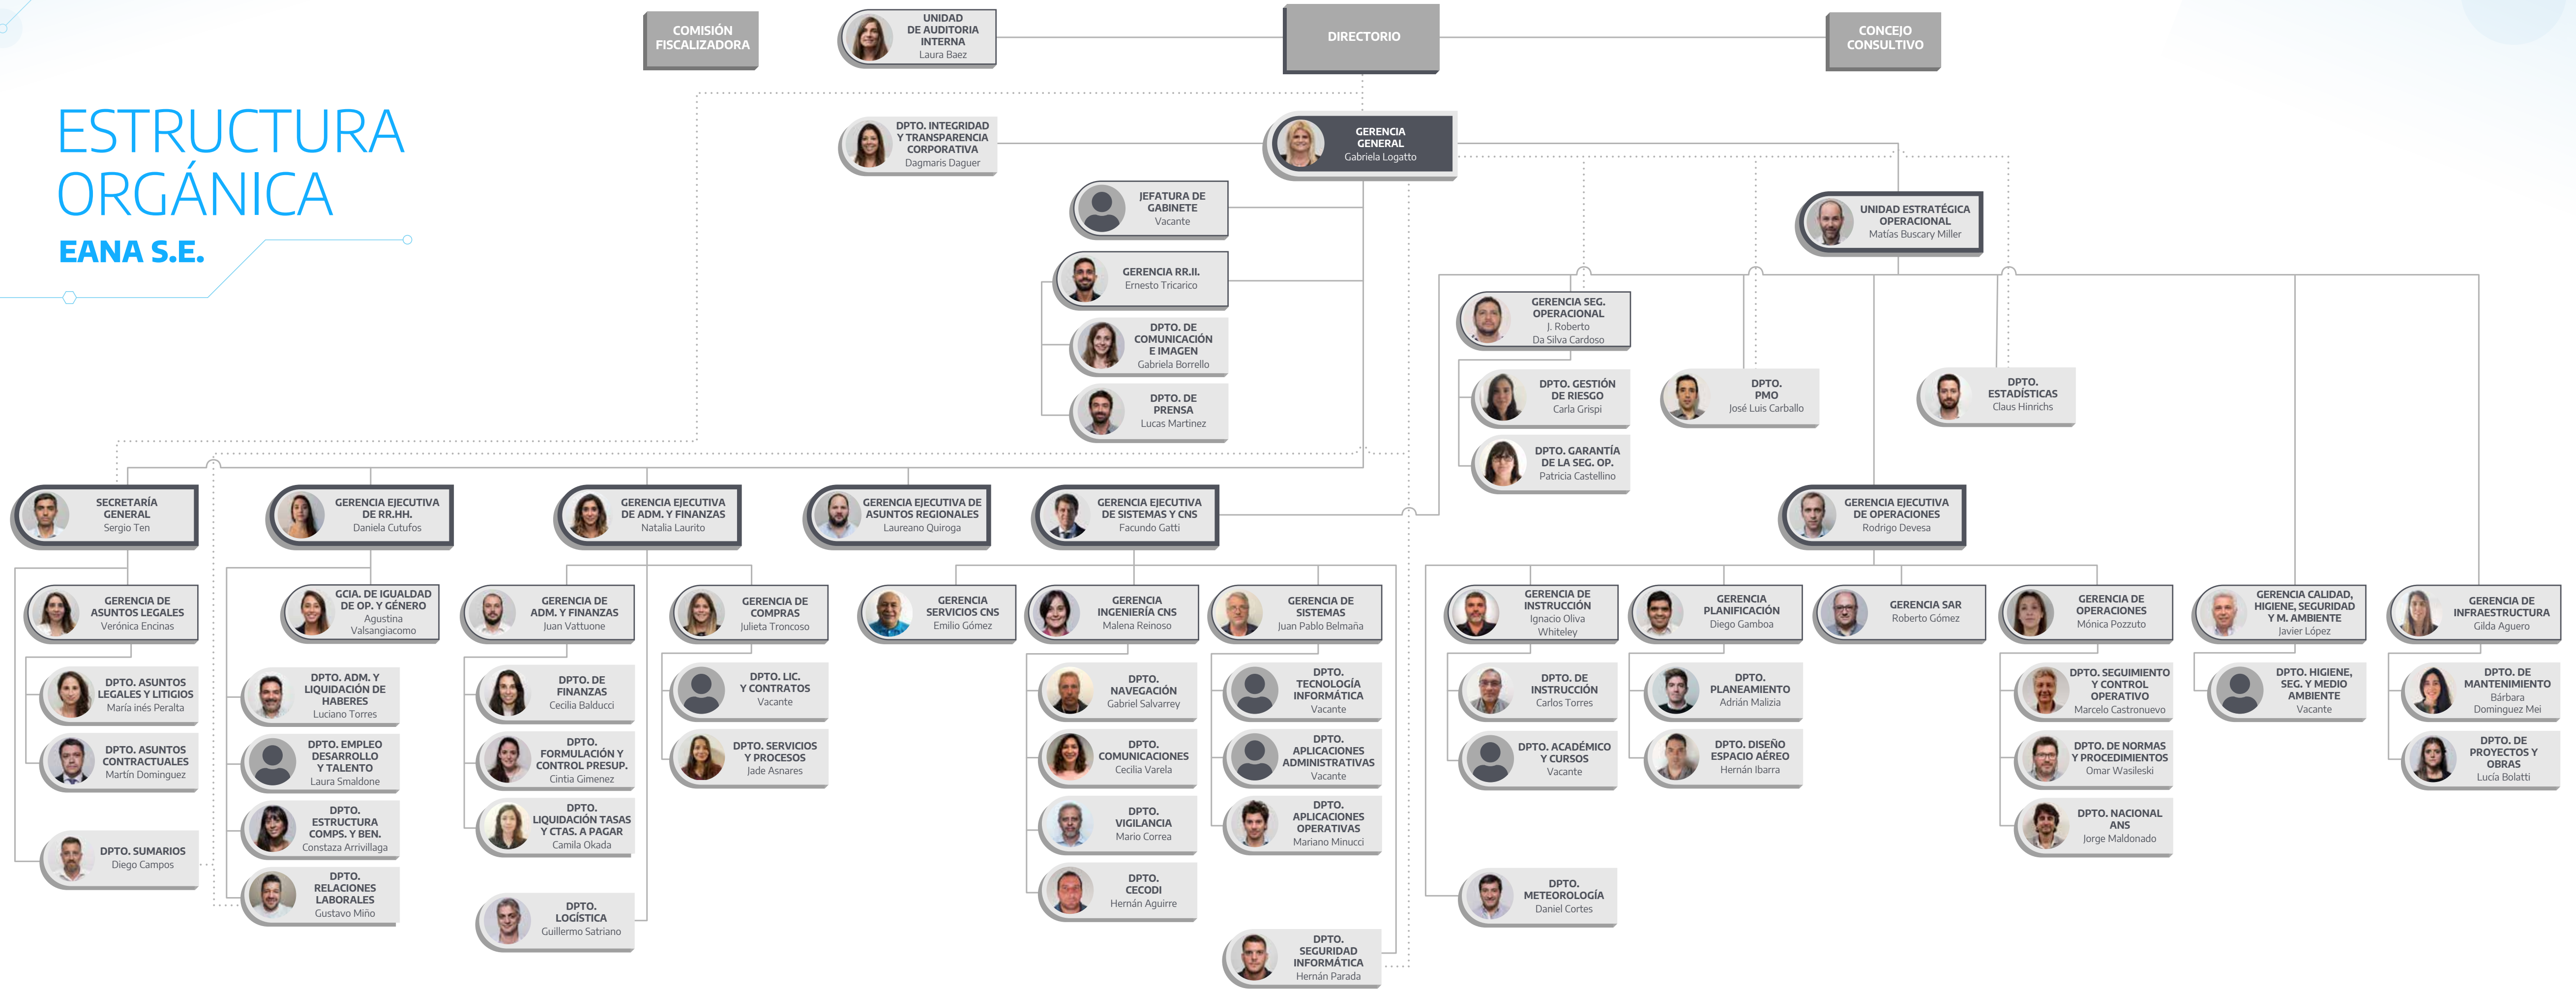 COMISIÓN
FISCALIZADORA
UNIDAD
DE AUDITORIA
INTERNA
Laura Baez
DIRECTORIO
CONCEJO
CONSULTIVO
ESTRUCTURA
ORGÁNICA
EANA S.E.
DPTO. INTEGRIDAD
Y TRANSPARENCIA
CORPORATIVA
Dagmaris Daguer
GERENCIA
GENERAL
Gabriela Logatto
JEFATURA DE
GABINETE
Vacante
GERENCIA RR.II.
Ernesto Tricarico
DPTO. DE
COMUNICACIÓN
E IMAGEN
Gabriela Borrello
DPTO. DE
PRENSA
Lucas Martinez
UNIDAD ESTRATÉGICA
OPERACIONAL
Matías Buscary Miller
GERENCIA SEG.
OPERACIONAL
J. Roberto
Da Silva Cardoso
DPTO. GESTIÓN
DE RIESGO
Carla Grispi
DPTO. GARANTÍA
DE LA SEG. OP.
Patricia Castellino
DPTO.
PMO
José Luis Carballo
DPTO.
ESTADÍSTICAS
Claus Hinrichs
SECRETARÍA
GENERAL
Sergio Ten
GERENCIA EJECUTIVA
DE RR.HH.
Daniela Cutufos
GERENCIA EJECUTIVA
DE ADM. Y FINANZAS
Natalia Laurito
GERENCIA EJECUTIVA DE
ASUNTOS REGIONALES
Laureano Quiroga
GERENCIA EJECUTIVA
DE SISTEMAS Y CNS
Facundo Gatti
GERENCIA EJECUTIVA
DE OPERACIONES
Rodrigo Devesa
GERENCIA DE
ASUNTOS LEGALES
Verónica Encinas
DPTO. ASUNTOS
LEGALES Y LITIGIOS
María inés Peralta
DPTO. ASUNTOS
CONTRACTUALES
Martín Dominguez
DPTO. SUMARIOS
Diego Campos
GCIA. DE IGUALDAD
DE OP. Y GÉNERO
Agustina
Valsangiacomo
DPTO. ADM. Y
LIQUIDACIÓN DE
HABERES
Luciano Torres
DPTO. EMPLEO
DESARROLLO
Y TALENTO
Laura Smaldone
DPTO.
ESTRUCTURA
COMPS. Y BEN.
Constaza Arrivillaga
DPTO.
RELACIONES
LABORALES
Gustavo Miño
GERENCIA DE
ADM. Y FINANZAS
Juan Vattuone
DPTO. DE
FINANZAS
Cecilia Balducci
DPTO.
FORMULACIÓN Y
CONTROL PRESUP.
Cintia Gimenez
DPTO.
LIQUIDACIÓN TASAS
Y CTAS. A PAGAR
Camila Okada
DPTO.
LOGÍSTICA
Guillermo Satriano
GERENCIA DE
COMPRAS
Julieta Troncoso
DPTO. LIC.
Y CONTRATOS
Vacante
DPTO. SERVICIOS
Y PROCESOS
Jade Asnares
GERENCIA
SERVICIOS CNS
Emilio Gómez
GERENCIA
INGENIERÍA CNS
Malena Reinoso
DPTO.
NAVEGACIÓN
Gabriel Salvarrey
DPTO.
COMUNICACIONES
Cecilia Varela
DPTO.
VIGILANCIA
Mario Correa
DPTO.
CECODI
Hernán Aguirre
GERENCIA DE
SISTEMAS
Juan Pablo Belmaña
DPTO.
TECNOLOGÍA
INFORMÁTICA
Vacante
DPTO.
APLICACIONES
ADMINISTRATIVAS
Vacante
DPTO.
APLICACIONES
OPERATIVAS
Mariano Minucci
DPTO.
SEGURIDAD
INFORMÁTICA
Hernán Parada
GERENCIA DE
INSTRUCCIÓN
Ignacio Oliva
Whiteley
DPTO. DE
INSTRUCCIÓN
Carlos Torres
DPTO. ACADÉMICO
Y CURSOS
Vacante
DPTO.
METEOROLOGÍA
Daniel Cortes
GERENCIA
PLANIFICACIÓN
Diego Gamboa
DPTO.
PLANEAMIENTO
Adrián Malizia
DPTO. DISEÑO
ESPACIO AÉREO
Hernán Ibarra
GERENCIA SAR
Roberto Gómez
GERENCIA DE
OPERACIONES
Mónica Pozzuto
DPTO. SEGUIMIENTO
Y CONTROL
OPERATIVO
Marcelo Castronuevo
DPTO. DE NORMAS
Y PROCEDIMIENTOS
Omar Wasileski
DPTO. NACIONAL
ANS
Jorge Maldonado
GERENCIA CALIDAD,
HIGIENE, SEGURIDAD
Y M. AMBIENTE
Javier López
DPTO. HIGIENE,
SEG. Y MEDIO
AMBIENTE
Vacante
GERENCIA DE
INFRAESTRUCTURA
Gilda Aguero
DPTO. DE
MANTENIMIENTO
Bárbara
Dominguez Mei
DPTO. DE
PROYECTOS Y
OBRAS
Lucía Bolatti